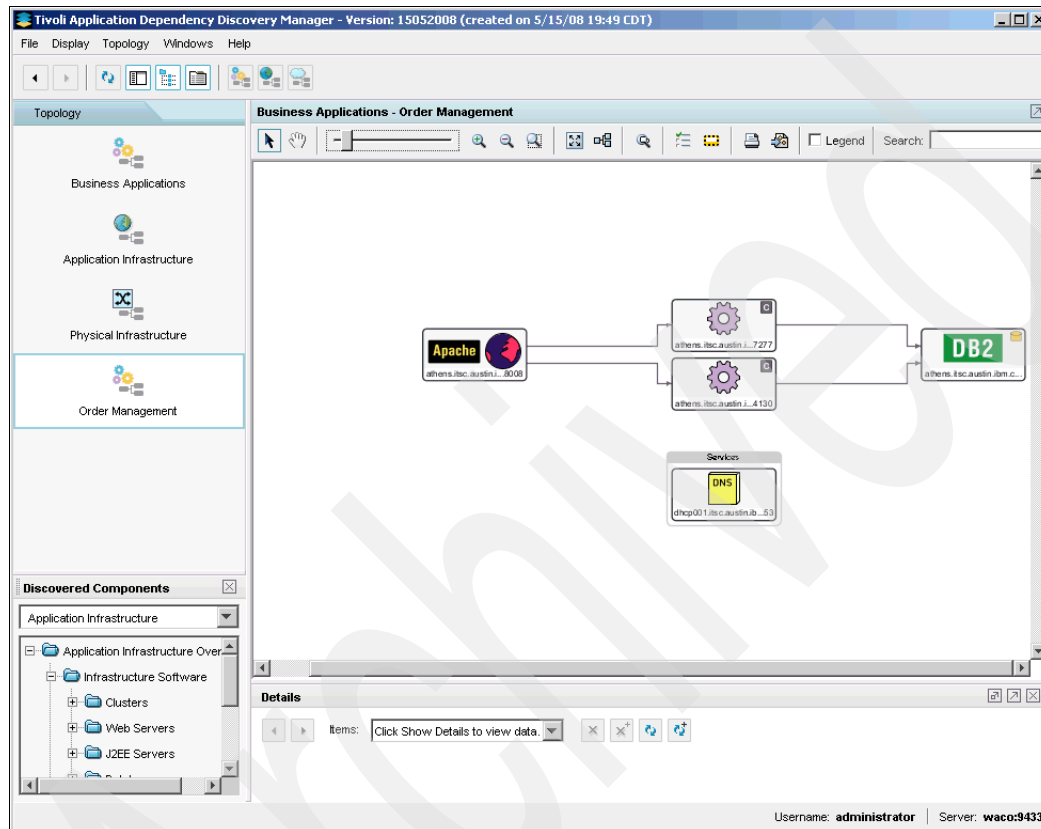 Tivoli Application Dependency Discovery Manager - Version: 15052008 (created on 5/15/08 19:49 CDT)
File Display Topology Windows Help
Topology
Business Applications
Application Infrastructure
Physical Infrastructure
Order Management
Business Applications - Order Management
Legend Search:
Apache
athens.itsc.austin.i...8008
C
athens.itsc.austin.i...7277
C
athens.itsc.austin.i...4130
DB2
athens.itsc.austin.ibm.c...
Services
DNS
dhcp001.itsc.austin.ib...53
Discovered Components
Application Infrastructure
Application Infrastructure Over
Infrastructure Software
Clusters
Web Servers
J2EE Servers
Details
Items: Click Show Details to view data.
Username: administrator Server: waco:9433
Archived